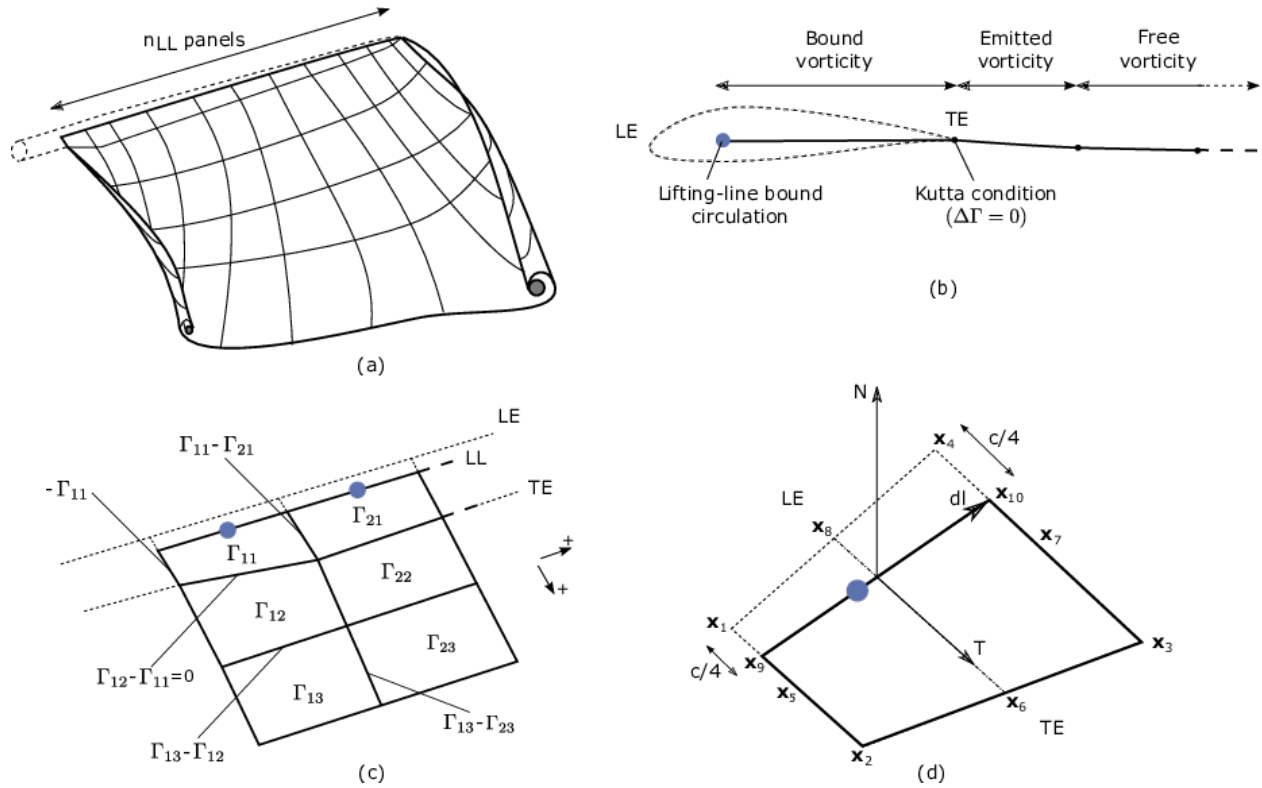 n_LL panels
(a)
Bound vorticity
Emitted vorticity
Free vorticity
LE
TE
Lifting-line bound circulation
Kutta condition
(ΔΓ = 0)
(b)
Γ₁₁-Γ₂₁
LE
LL
TE
-Γ₁₁
Γ₂₁
Γ₁₁
+
+
Γ₂₂
Γ₁₂
Γ₂₃
Γ₁₂-Γ₁₁=0
Γ₁₃
Γ₁₃-Γ₂₃
Γ₁₃-Γ₁₂
(c)
N
x₄
c/4
LE
x₁₀
dl
x₈
x₇
x₁
T
x₃
c/4
x₉
x₅
x₆
TE
x₂
(d)